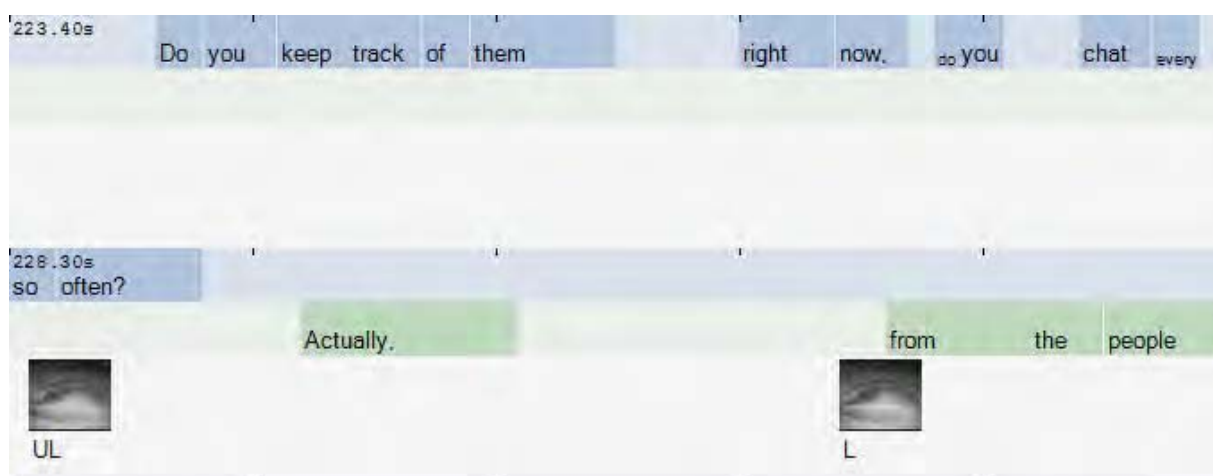 223.40s
Do you keep track of them right now, do you chat every
228.30s
so often?
Actually. from the people
UL L